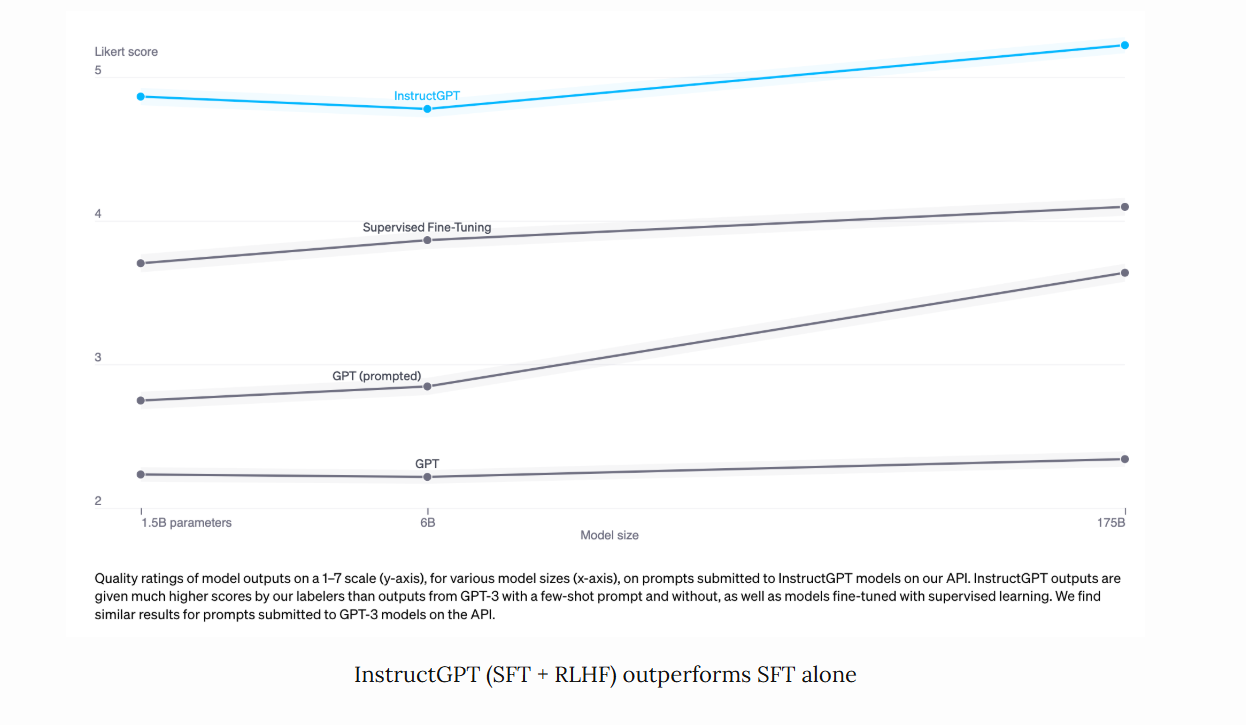 Likert score
5
InstructGPT
4
Supervised Fine-Tuning
3
GPT (prompted)
GPT
2
1.5B parameters
6B
175B
Model size
Quality ratings of model outputs on a 1–7 scale (y-axis), for various model sizes (x-axis), on prompts submitted to InstructGPT models on our API. InstructGPT outputs are
given much higher scores by our labelers than outputs from GPT-3 with a few-shot prompt and without, as well as models fine-tuned with supervised learning. We find
similar results for prompts submitted to GPT-3 models on the API.
InstructGPT (SFT + RLHF) outperforms SFT alone